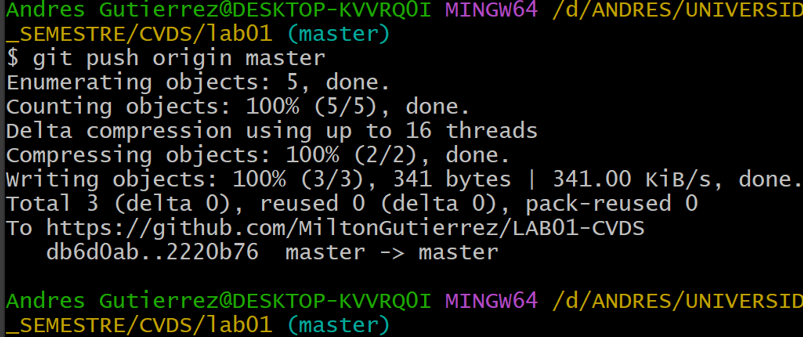 Andres Gutierrez@DESKTOP-KVVRQ0I MINGW64 /d/ANDRES/UNIVERSID
_SEMESTRE/CVDS/lab01 (master)
$ git push origin master
Enumerating objects: 5, done.
Counting objects: 100% (5/5), done.
Delta compression using up to 16 threads
Compressing objects: 100% (2/2), done.
Writing objects: 100% (3/3), 341 bytes | 341.00 KiB/s, done.
Total 3 (delta 0), reused 0 (delta 0), pack-reused 0
To https://github.com/MiltonGutierrez/LAB01-CVDS
   db6d0ab..2220b76  master -> master
Andres Gutierrez@DESKTOP-KVVRQ0I MINGW64 /d/ANDRES/UNIVERSID
_SEMESTRE/CVDS/lab01 (master)